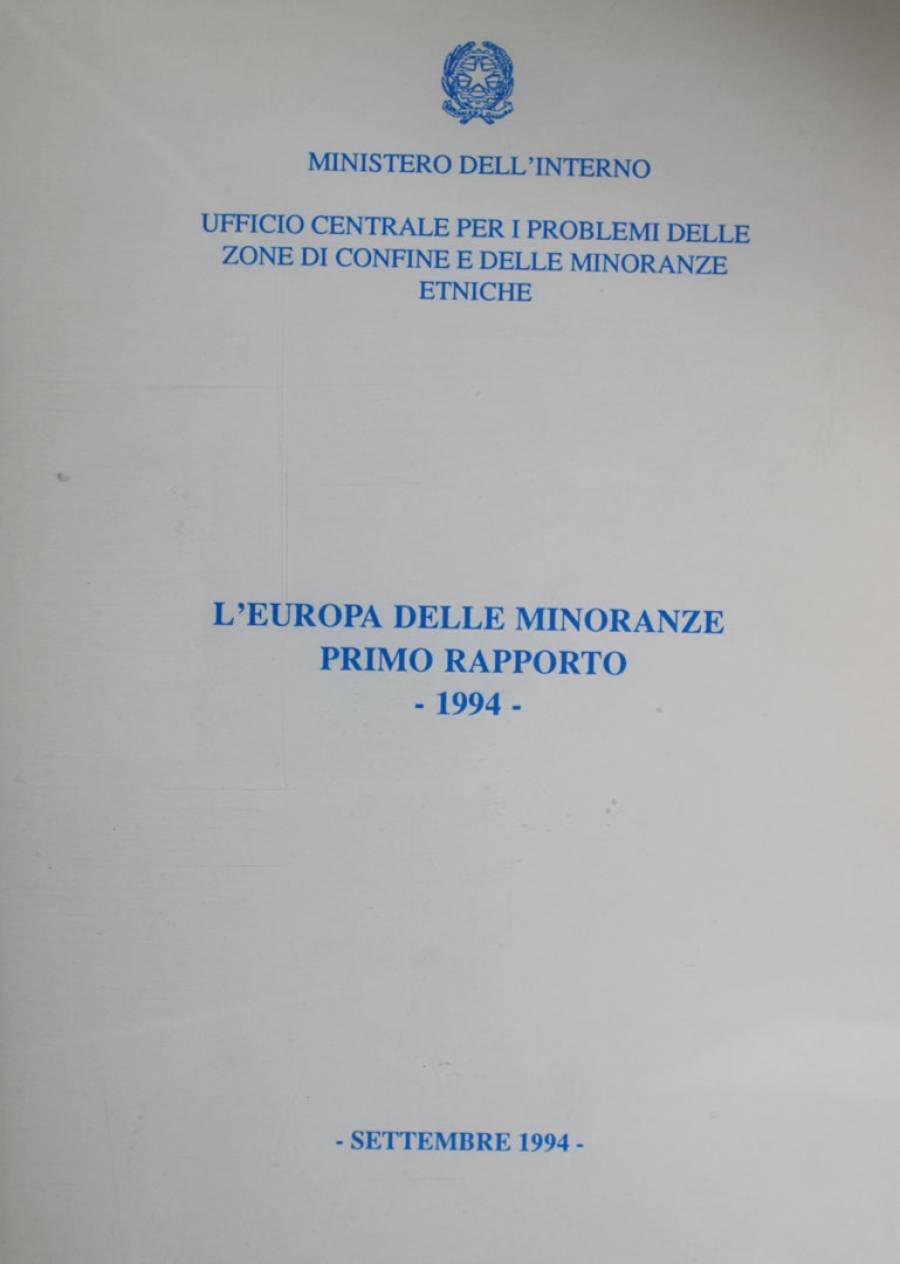 MINISTERO DELL'INTERNO
UFFICIO CENTRALE PER I PROBLEMI DELLE
ZONE DI CONFINE E DELLE MINORANZE
ETNICHE
L'EUROPA DELLE MINORANZE
PRIMO RAPPORTO
- 1994 -
- SETTEMBRE 1994 -